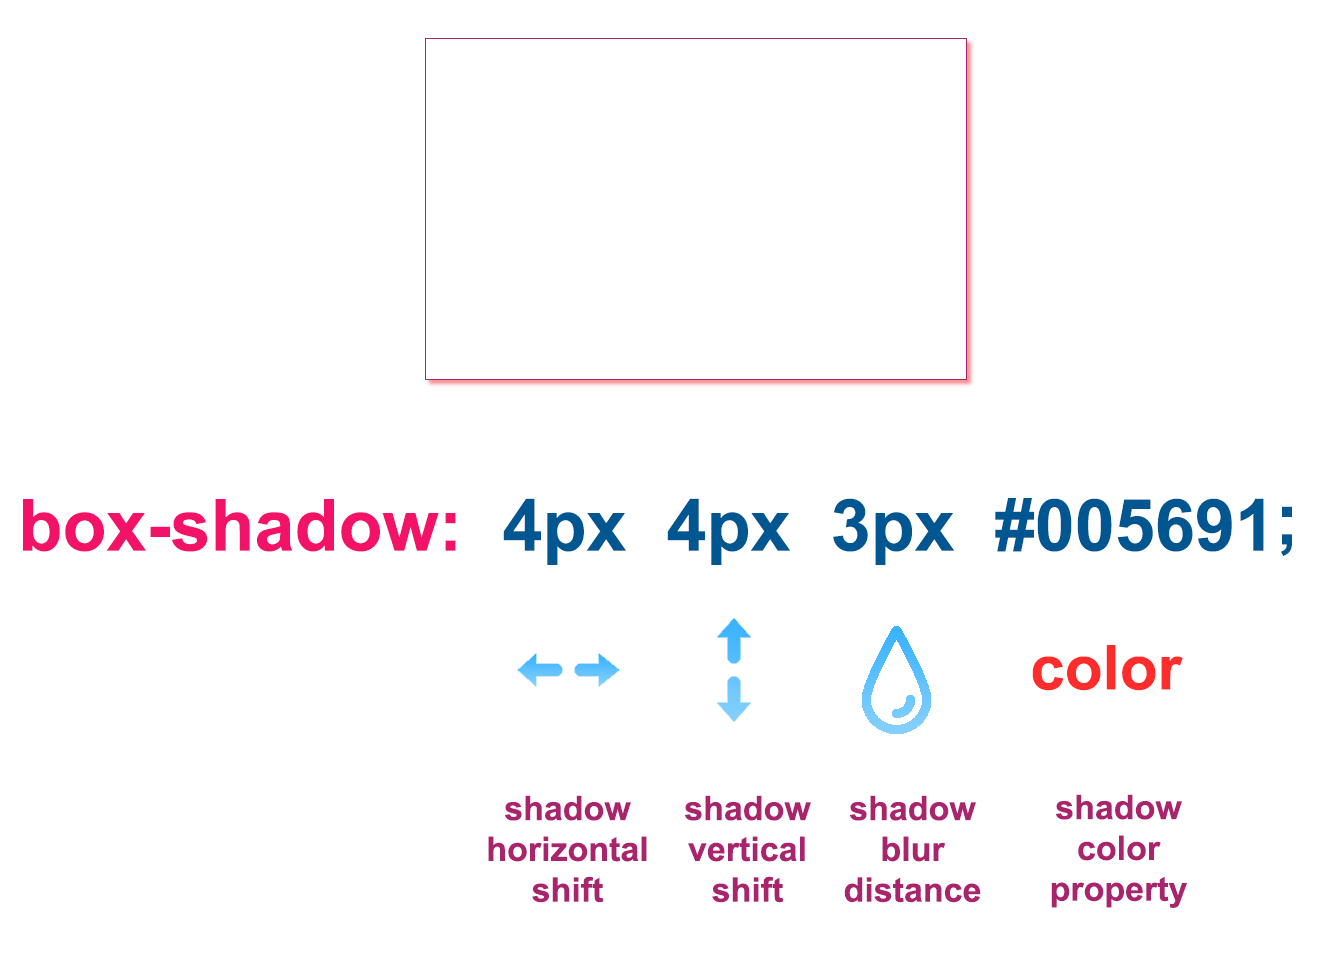 box-shadow: 4px 4px 3px #005691;
color
shadow horizontal shift
shadow vertical shift
shadow blur distance
shadow color property